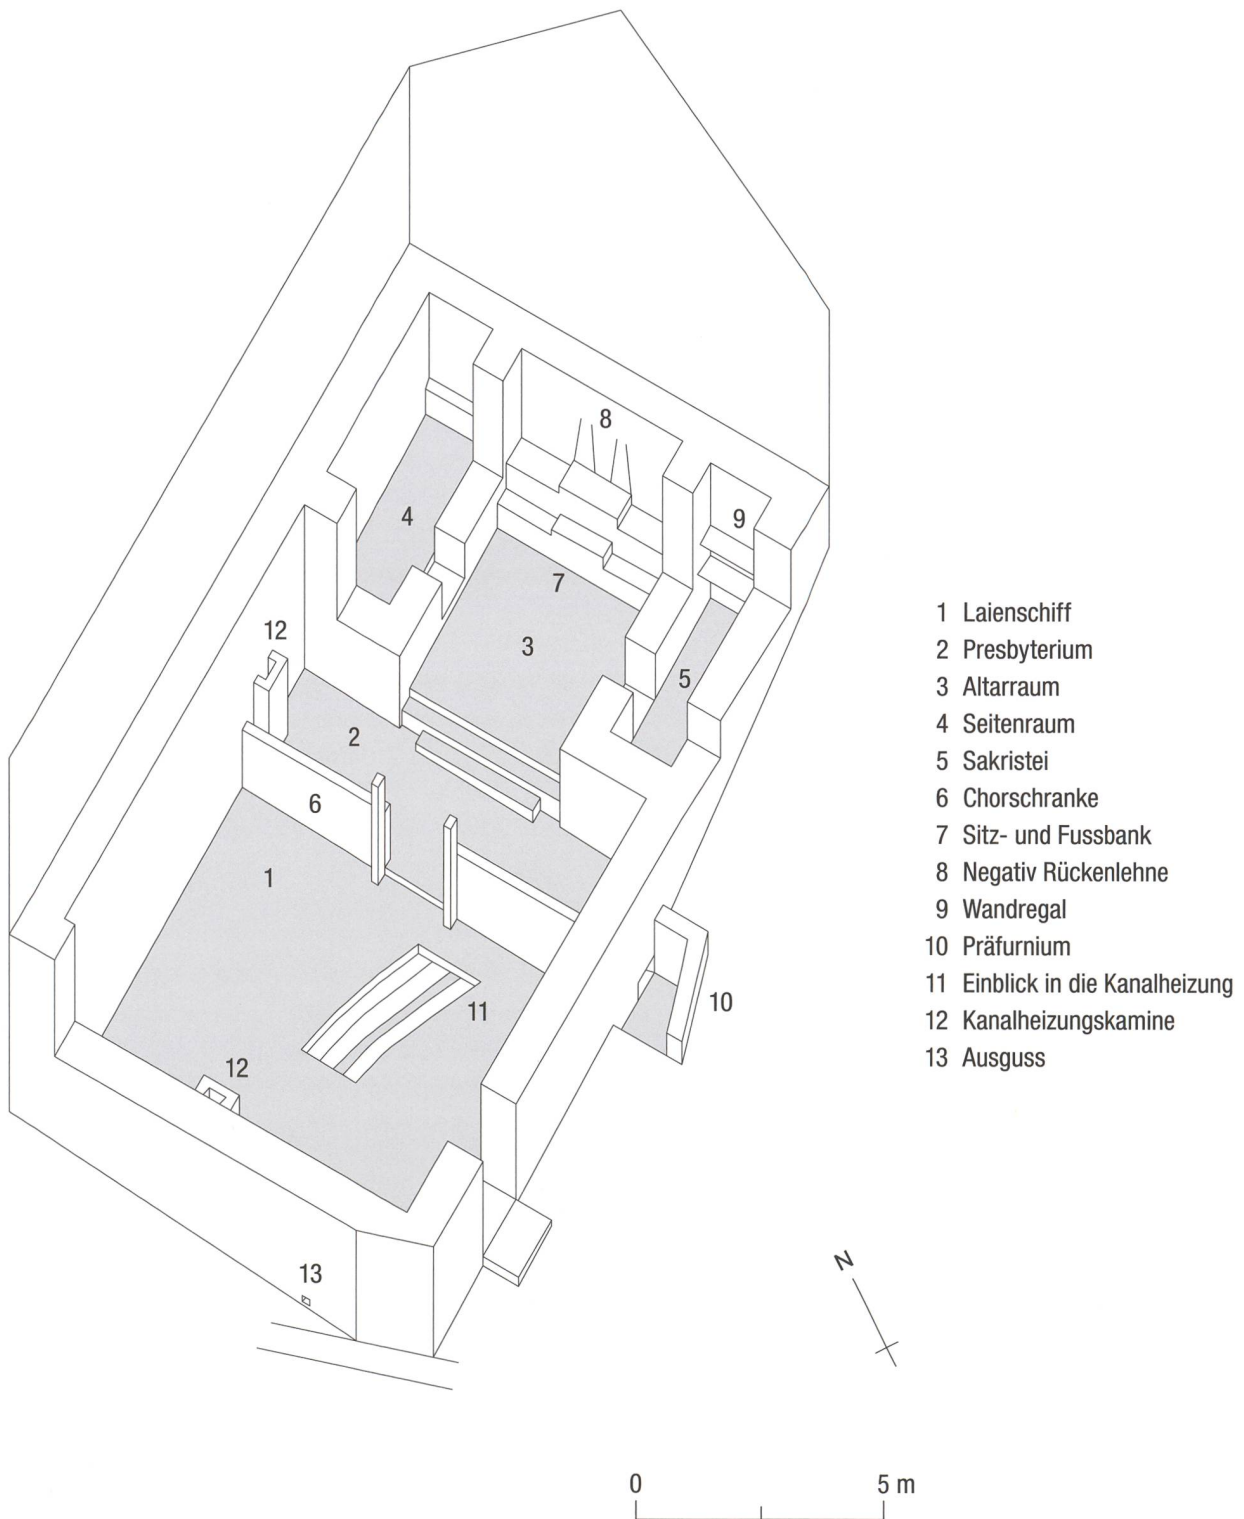 8
9
4
7
3
12
5
2
6
1
11
10
12
13
1 Laienschiff
2 Presbyterium
3 Altarraum
4 Seitenraum
5 Sakristei
6 Chorschranke
7 Sitz- und Fussbank
8 Negativ Rückenlehne
9 Wandregal
10 Präfurnium
11 Einblick in die Kanalheizung
12 Kanalheizungskamine
13 Ausguss
N
0 5 m